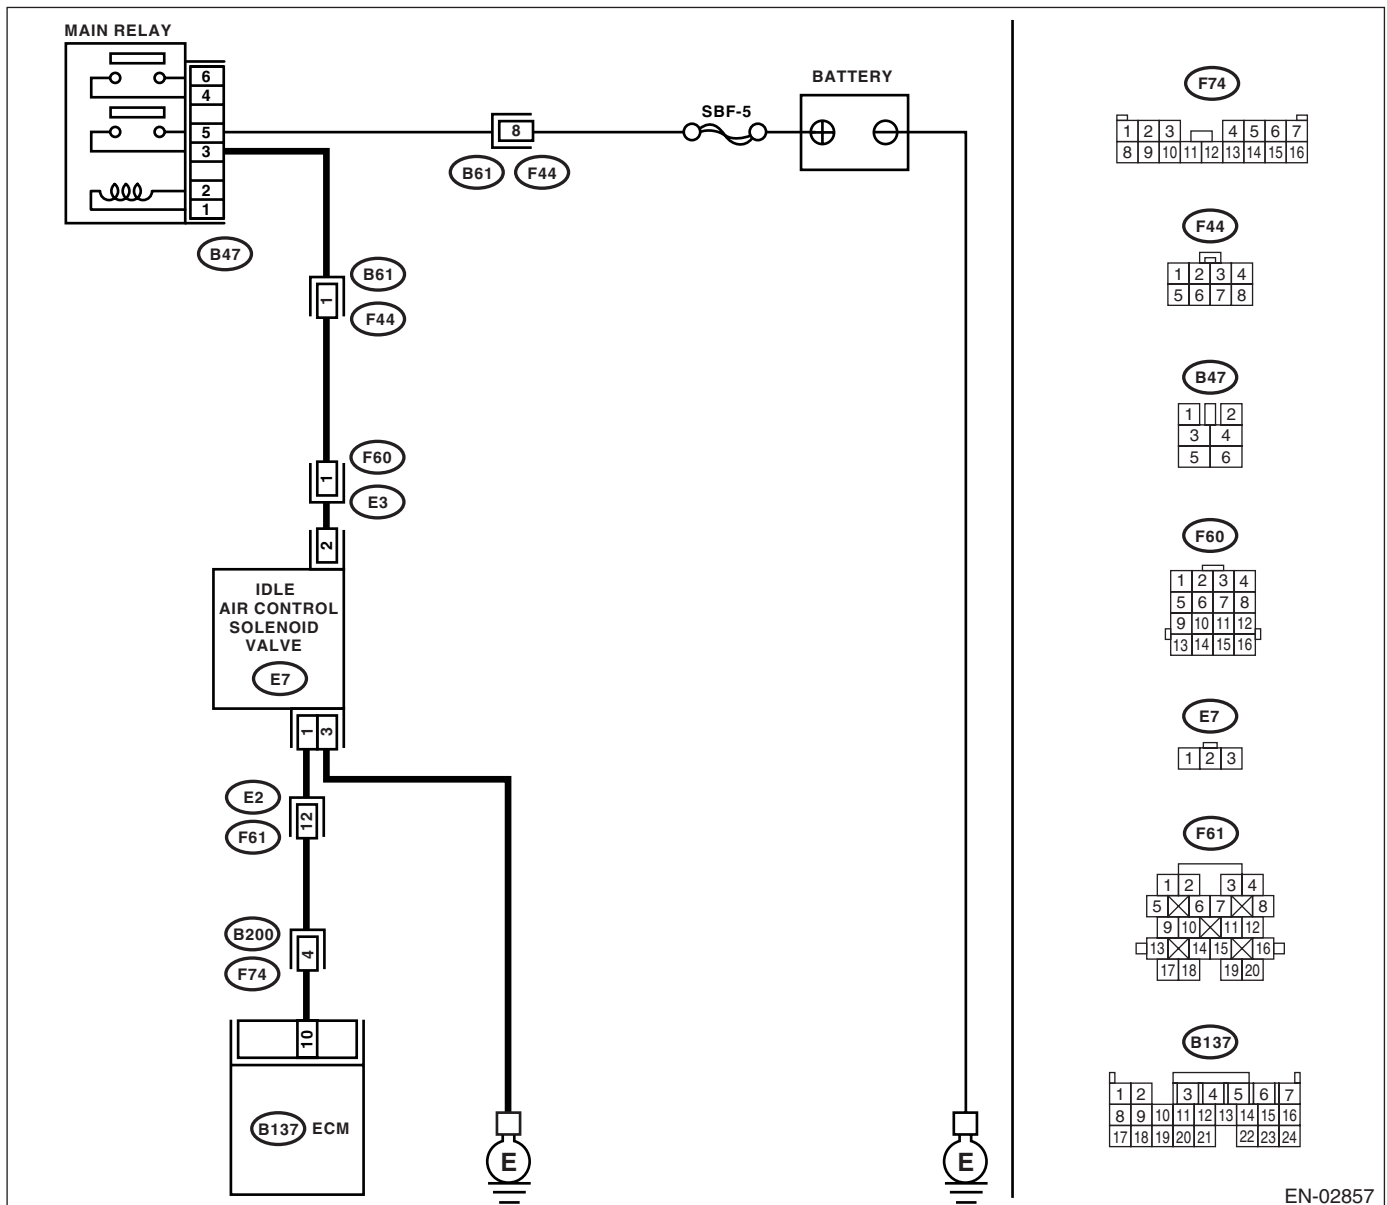 MAIN RELAY
6
4
5
3
2
1
B47
8
B61 F44
SBF-5
BATTERY
1
B61
F44
1
F60
E3
2
IDLE
AIR CONTROL
SOLENOID
VALVE
E7
1 3
E2
12
F61
B200
4
F74
10
B137 ECM
E
E
F74
1 2 3 4 5 6 7
8 9 10 11 12 13 14 15 16
F44
1 2 3 4
5 6 7 8
B47
1 2
3 4
5 6
F60
1 2 3 4
5 6 7 8
9 10 11 12
13 14 15 16
E7
1 2 3
F61
1 2 3 4
5 6 7 8
9 10 11 12
13 14 15 16
17 18 19 20
B137
1 2 3 4 5 6 7
8 9 10 11 12 13 14 15 16
17 18 19 20 21 22 23 24
EN-02857